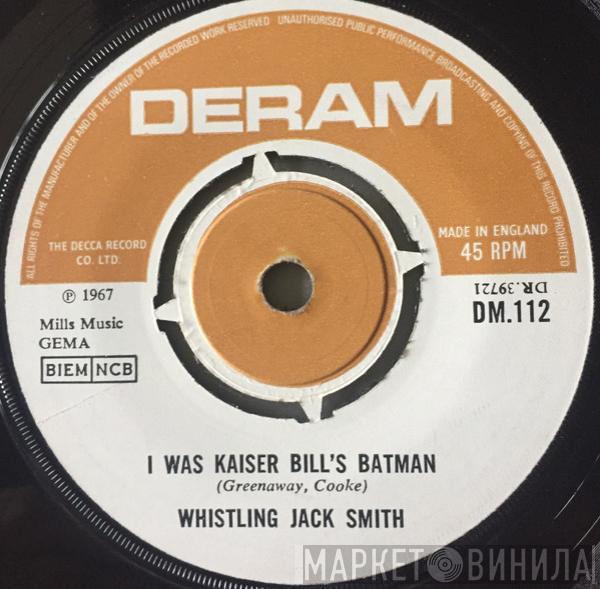 ALL RIGHTS OF THE MANUFACTURER AND OF THE OWNER OF THE RECORDED WORK RESERVED UNAUTHORISED PUBLIC PERFORMANCE BROADCASTING AND COPYING OF THIS RECORD PROHIBITED
DERAM
THE DECCA RECORD
CO. LTD.
MADE IN ENGLAND
45 RPM
℗ 1967
DR.39721
DM.112
Mills Music
GEMA
BIEM NCB
I WAS KAISER BILL'S BATMAN
(Greenaway, Cooke)
WHISTLING JACK SMITH
МАРКЕТ ВИНИЛА